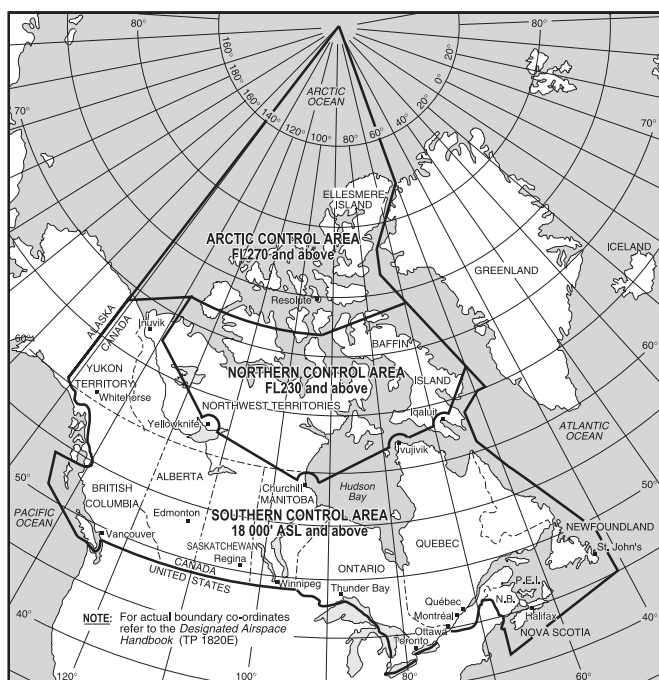 80°
80°
160°
180°
160°
140°
120°
100°
80°
60°
40°
20°
0°
20°
ARCTIC
OCEAN
70°
70°
ELLESMERE
ISLAND
ARCTIC CONTROL AREA
FL270 and above
ICELAND
GREENLAND
Resolute
ALASKA
CANADA
Inuvik
60°
60°
BAFFIN
ISLAND
YUKON
TERRITORY
Whitehorse
NORTHERN CONTROL AREA
FL230 and above
NORTHWEST TERRITORIES
Iqaluit
Yellowknife
ATLANTIC
OCEAN
Ivujivik
50°
50°
ALBERTA
BRITISH
COLUMBIA
Churchill
MANITOBA
Hudson
Bay
PACIFIC
OCEAN
Edmonton
SOUTHERN CONTROL AREA
18 000' ASL and above
NEWFOUNDLAND
St. John's
Vancouver
SASKATCHEWAN
Regina
QUEBEC
ONTARIO
CANADA
UNITED STATES
Winnipeg
Thunder Bay
P.E.I.
N.B.
Québec
Montréal
Ottawa
Toronto
Halifax
NOVA SCOTIA
40°
40°
NOTE: For actual boundary co-ordinates
refer to the Designated Airspace
Handbook (TP 1820E)
120°
100°
80°
60°